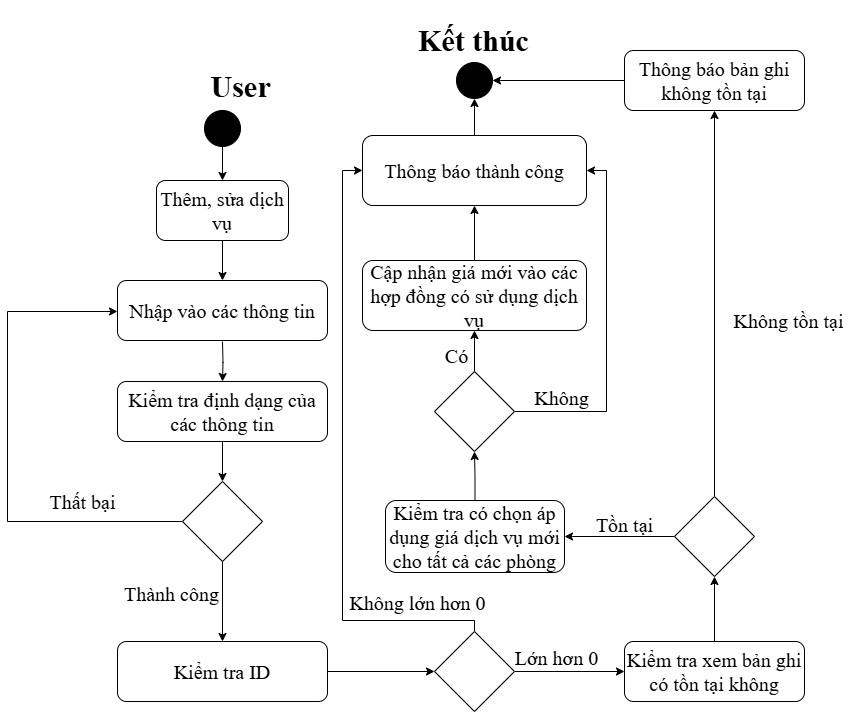 User
Thêm, sửa dịch
vụ
Nhập vào các thông tin
Kiểm tra định dạng của
các thông tin
Thất bại
Thành công
Kiểm tra ID
Không lớn hơn 0
Lớn hơn 0
Kiểm tra xem bản ghi
có tồn tại không
Tồn tại
Không tồn tại
Kiểm tra có chọn áp
dụng giá dịch vụ mới
cho tất cả các phòng
Có
Không
Cập nhận giá mới vào các
hợp đồng có sử dụng dịch
vụ
Thông báo thành công
Thông báo bản ghi
không tồn tại
Kết thúc